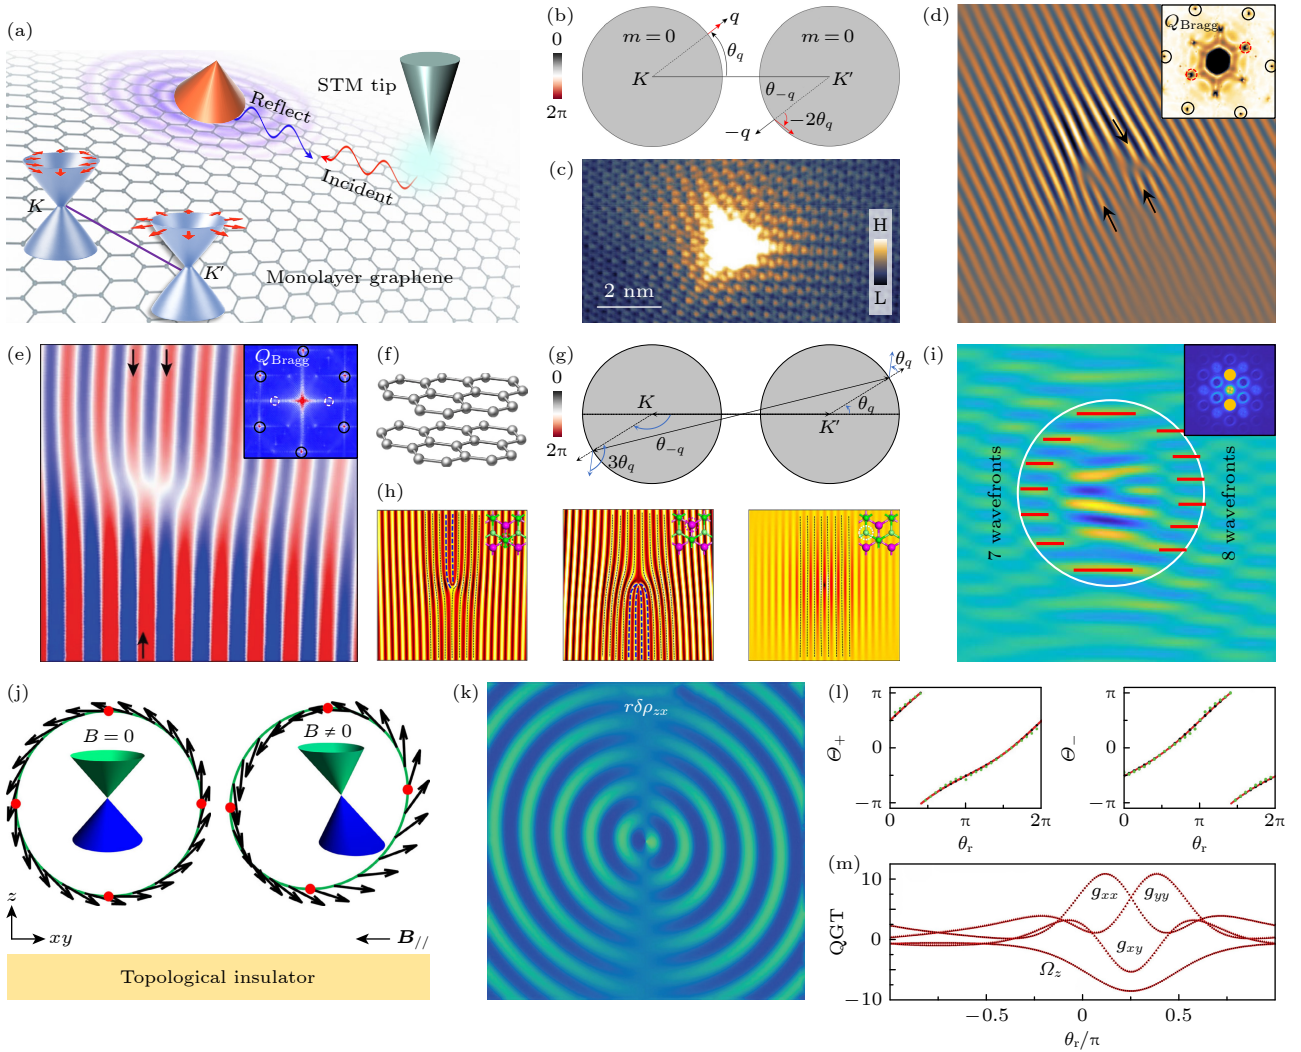 (a)
STM tip
Reflect
Incident
K
K′
Monolayer graphene
(b)
0
2π
m = 0
m = 0
q
θq
K
K′
θ−q
−2θq
−q
(c)
2 nm
H
L
(d)
QBragg
(e)
QBragg
(f)
(g)
0
2π
K
K′
θq
θq
θ−q
3θq
(h)
(i)
7 wavefronts
8 wavefronts
(j)
B = 0
B ≠ 0
z
xy
B//
Topological insulator
(k)
rδρzx
(l)
π
0
−π
Θ+
0
π
2π
θr
π
0
−π
Θ−
0
π
2π
θr
(m)
10
0
−10
QGT
gxx
gyy
gxy
Ωz
−0.5
0
0.5
θr/π